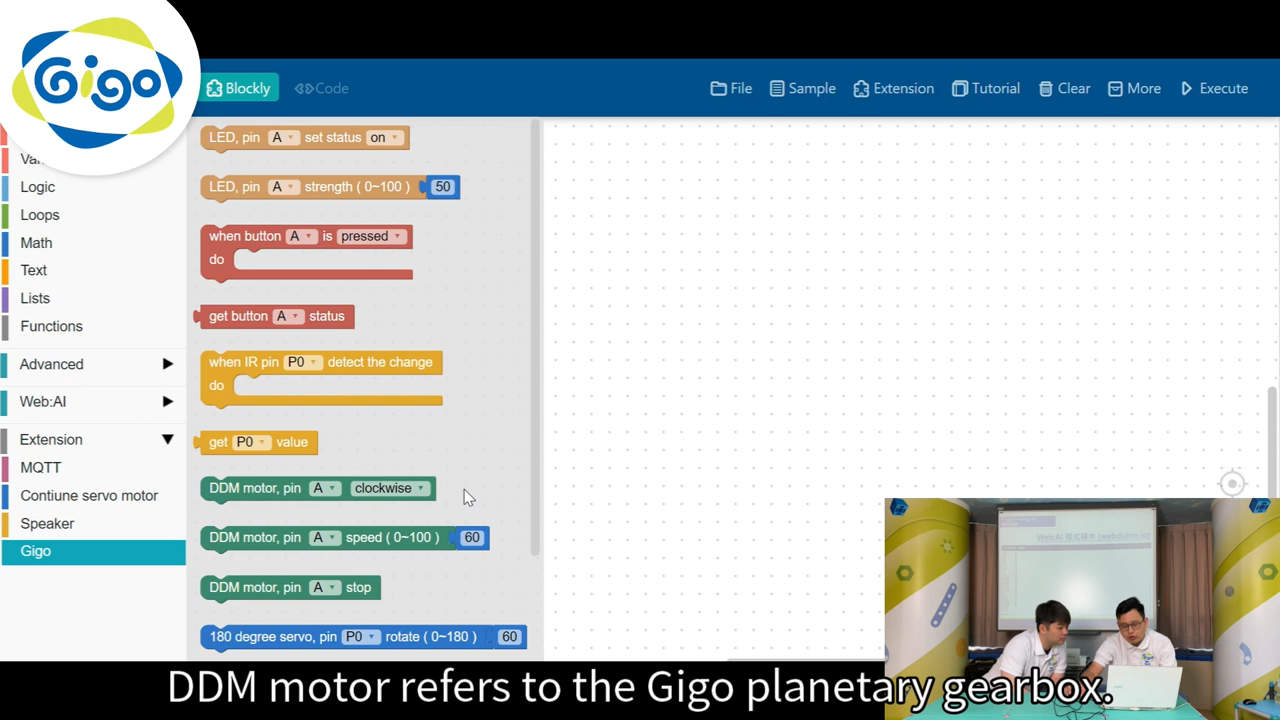 Gigo
Blockly
Code
File
Sample
Extension
Tutorial
Clear
More
Execute
Logic
Loops
Math
Text
Lists
Functions
Advanced
Web:AI
Extension
MQTT
Contiune servo motor
Speaker
Gigo
LED, pin A set status on
LED, pin A strength ( 0~100 ) 50
when button A is pressed
do
get button A status
when IR pin P0 detect the change
do
get P0 value
DDM motor, pin A clockwise
DDM motor, pin A speed ( 0~100 ) 60
DDM motor, pin A stop
180 degree servo, pin P0 rotate ( 0~180 ) 60
DDM motor refers to the Gigo planetary gearbox.